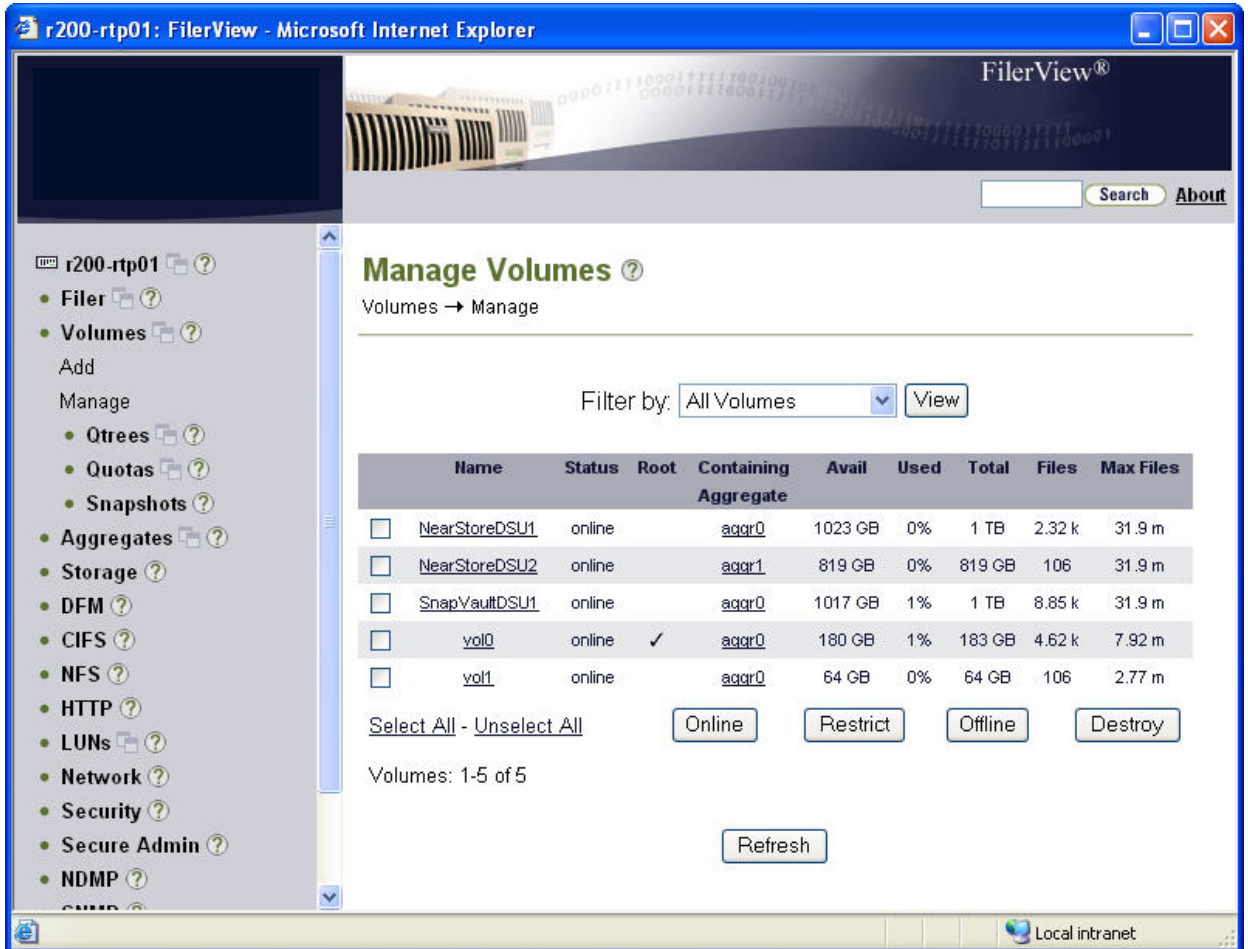 r200-rtp01: FilerView - Microsoft Internet Explorer
FilerView®
Search About
r200-rtp01
Filer
Volumes
Add
Manage
Qtrees
Quotas
Snapshots
Aggregates
Storage
DFM
CIFS
NFS
HTTP
LUNs
Network
Security
Secure Admin
NDMP
Manage Volumes
Volumes → Manage
Filter by: All Volumes View
Name Status Root Containing Aggregate Avail Used Total Files Max Files
NearStoreDSU1 online aggr0 1023 GB 0% 1 TB 2.32 k 31.9 m
NearStoreDSU2 online aggr1 819 GB 0% 819 GB 106 31.9 m
SnapVaultDSU1 online aggr0 1017 GB 1% 1 TB 8.85 k 31.9 m
vol0 online ✓ aggr0 180 GB 1% 183 GB 4.62 k 7.92 m
vol1 online aggr0 64 GB 0% 64 GB 106 2.77 m
Select All - Unselect All Online Restrict Offline Destroy
Volumes: 1-5 of 5
Refresh
Local intranet